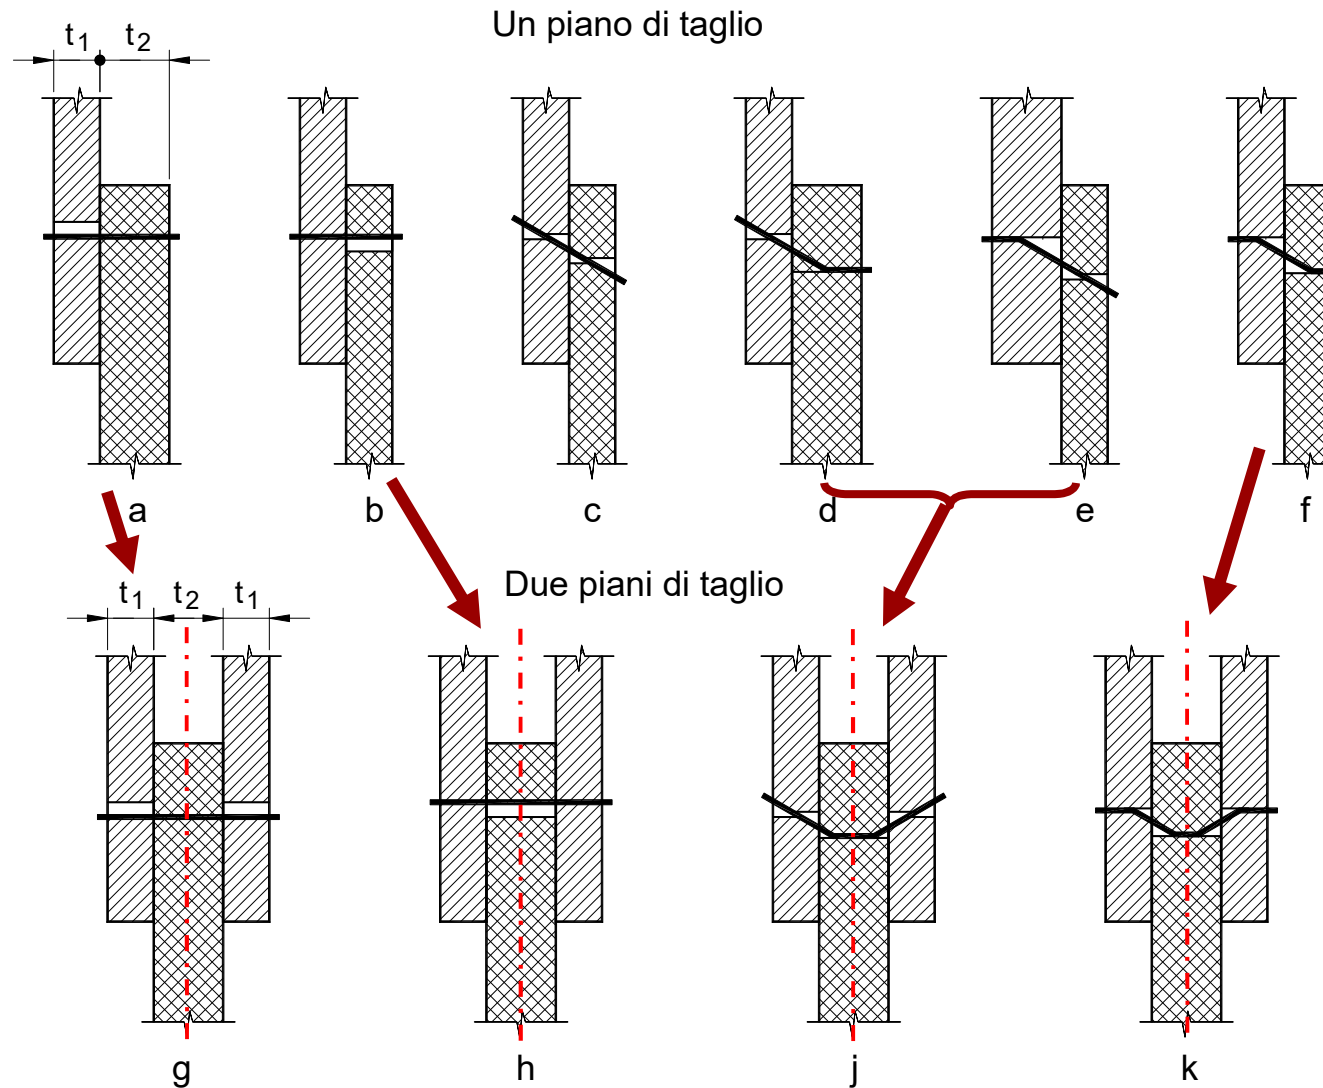 Un piano di taglio
t1 t2
a b c d e f
Due piani di taglio
t1 t2 t1
g h j k